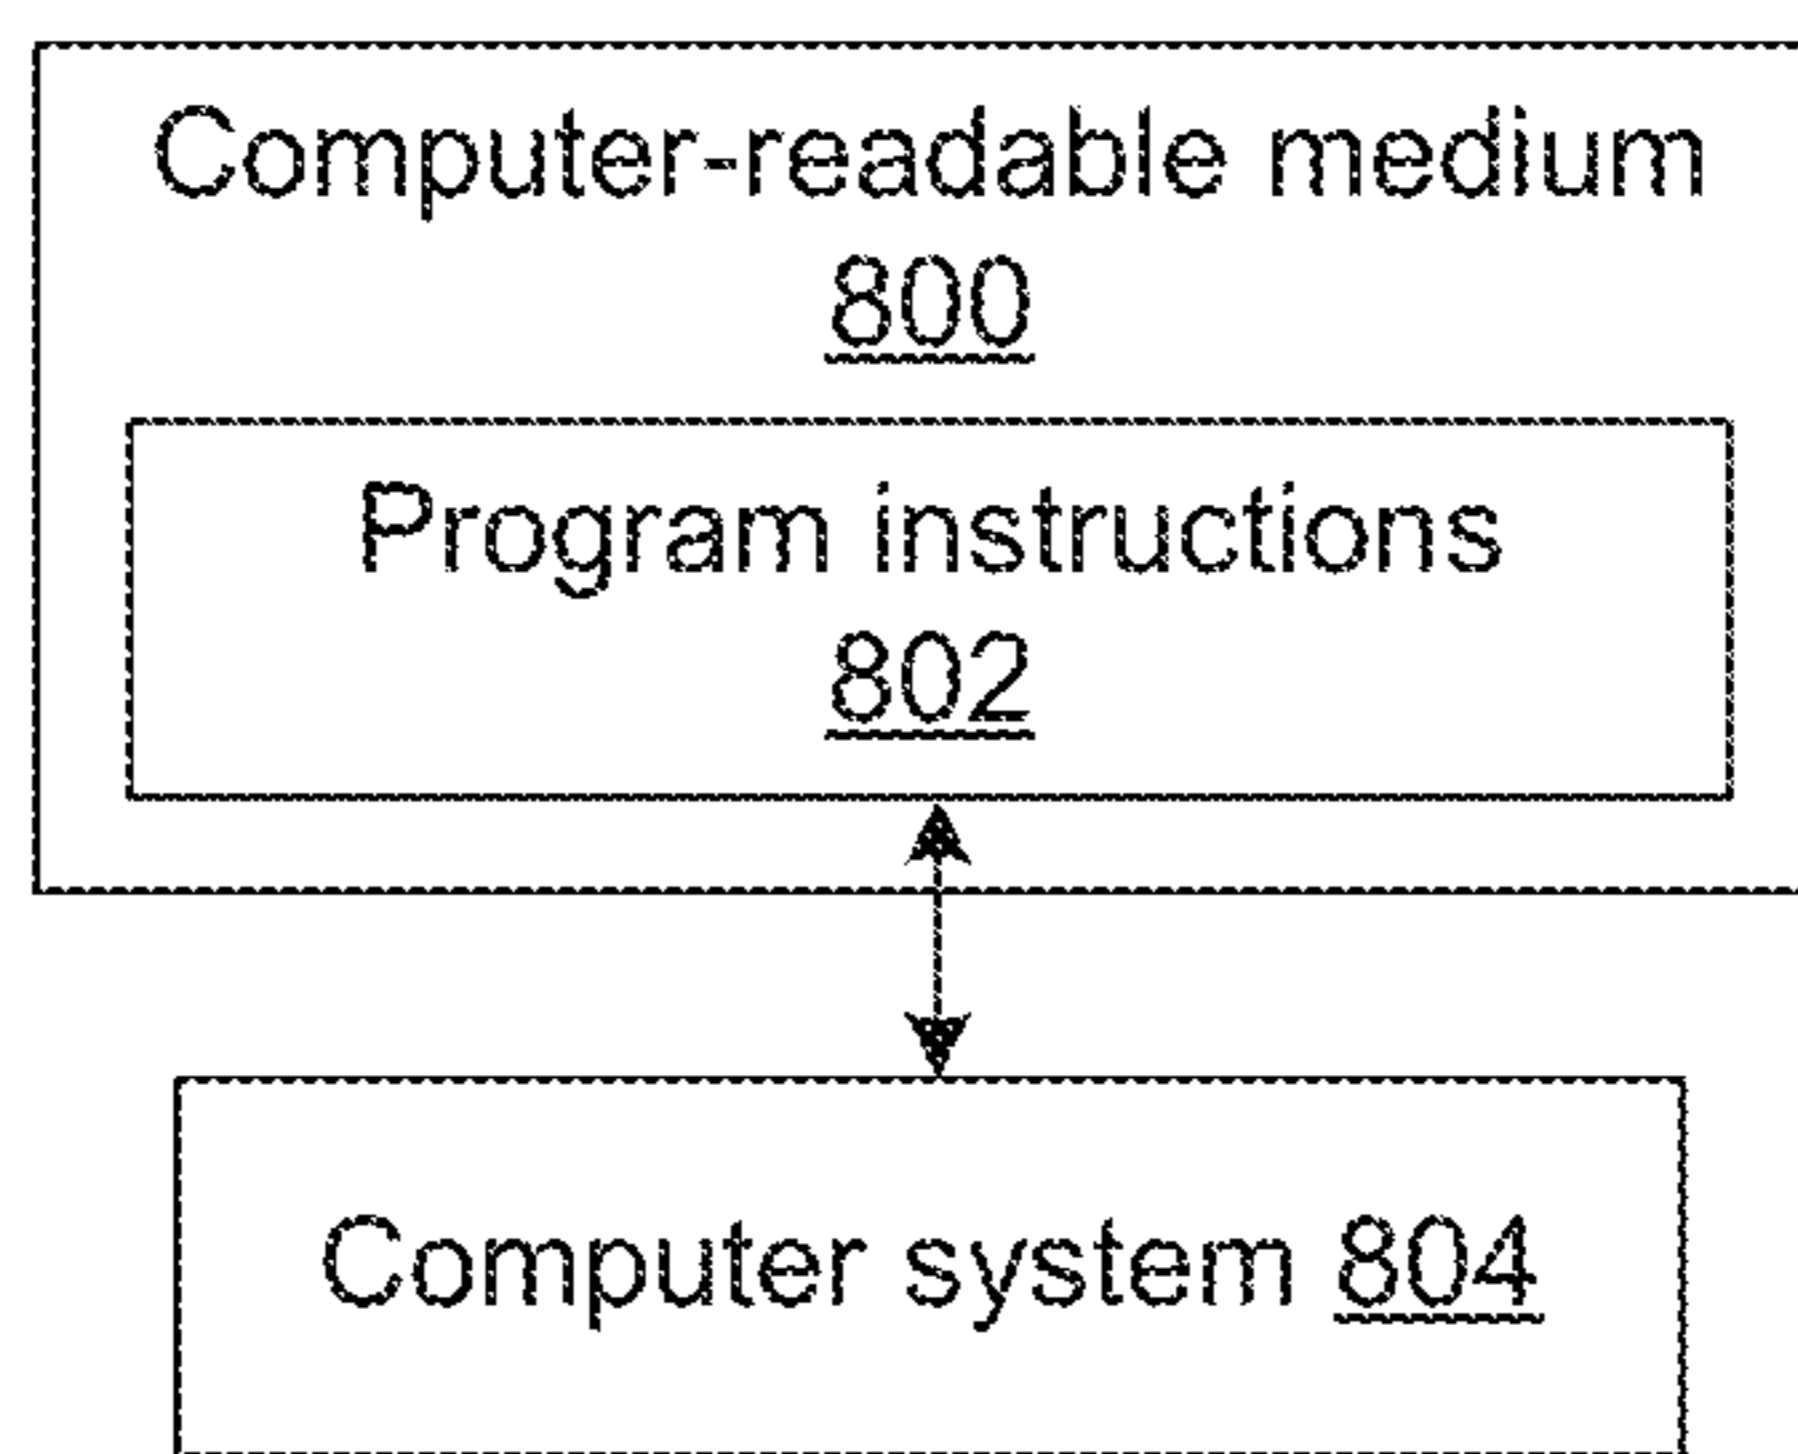 Computer-readable medium
800
Program instructions
802
Computer system 804